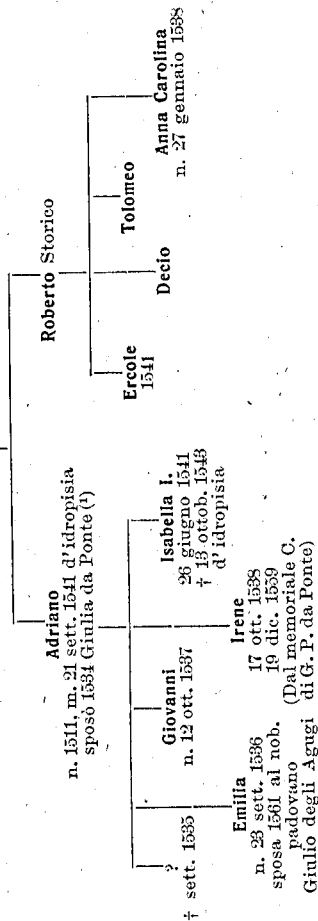 Adriano
n. 1511, m. 21 sett. 1541 d'idropisia
sposò 1534 Giulia da Ponte (¹)
Roberto Storico
?
† sett. 1535
Emilia
n. 23 sett. 1536
sposa 1561 al nob.
padovano
Giulio degli Agugi
Giovanni
n. 12 ott. 1537
Irene
17 ott. 1538
19 dic. 1559
(Dal memoriale C.
di G. P. da Ponte)
Isabella I.
26 giugno 1541
† 13 ottob. 1543
d'idropisia
Ercole
1541
Decio
Tolomeo
Anna Carolina
n. 27 gennaio 1538